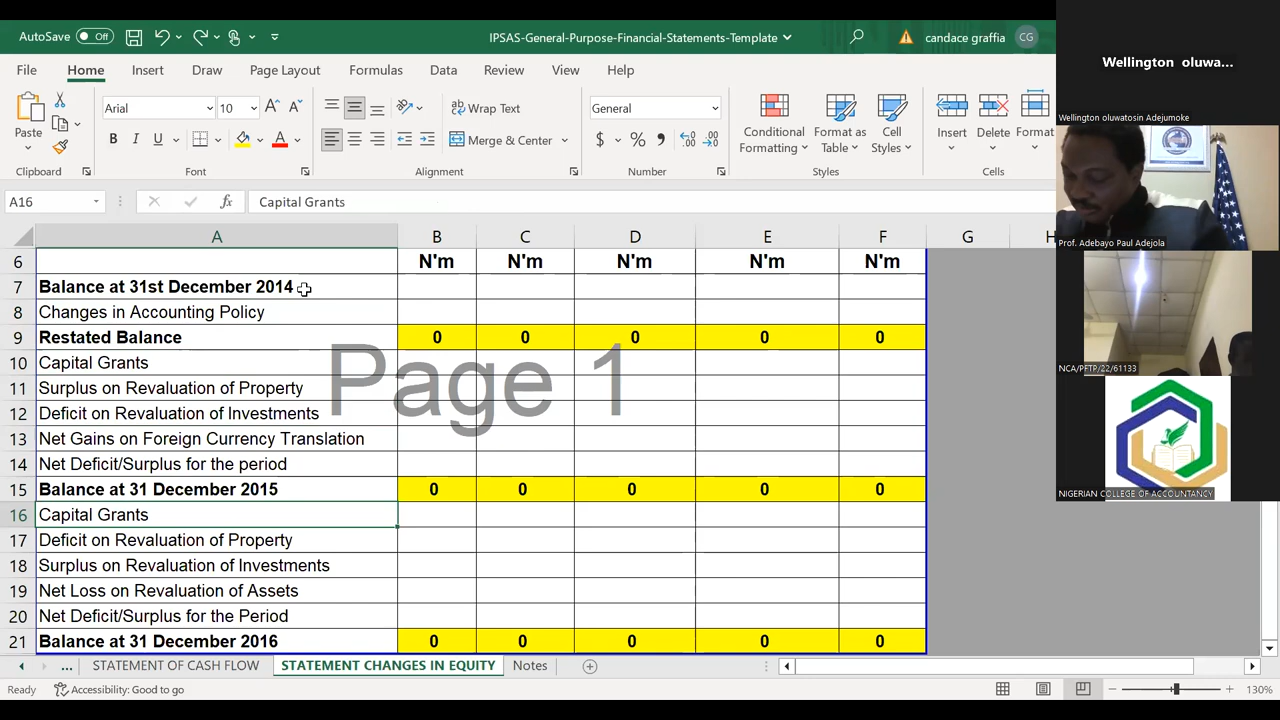 AutoSave Off IPSAS-General-Purpose-Financial-Statements-Template candace graffia CG
File Home Insert Draw Page Layout Formulas Data Review View Help
Arial 10 Wrap Text General
Paste B I U A Merge & Center $ % Conditional Formatting Format as Table Cell Styles Insert Delete Format
Clipboard Font Alignment Number Styles Cells
A16 fx Capital Grants
A B C D E F G H
6 N'm N'm N'm N'm N'm
7 Balance at 31st December 2014
8 Changes in Accounting Policy
9 Restated Balance 0 0 0 0 0
10 Capital Grants
11 Surplus on Revaluation of Property
12 Deficit on Revaluation of Investments
13 Net Gains on Foreign Currency Translation
14 Net Deficit/Surplus for the period
15 Balance at 31 December 2015 0 0 0 0 0
16 Capital Grants
17 Deficit on Revaluation of Property
18 Surplus on Revaluation of Investments
19 Net Loss on Revaluation of Assets
20 Net Deficit/Surplus for the Period
21 Balance at 31 December 2016 0 0 0 0 0
Page 1
... STATEMENT OF CASH FLOW STATEMENT CHANGES IN EQUITY Notes
Ready Accessibility: Good to go 130%
Wellington oluwa...
Wellington oluwatosin Adejumoke
Prof. Adebayo Paul Adejola
NCA/PFTP/22/61133
NIGERIAN COLLEGE OF ACCOUNTANCY